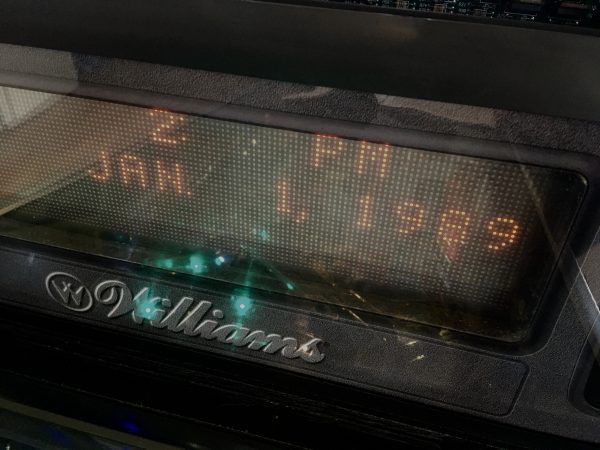 2 PM
JAN. 1, 1989
W Williams